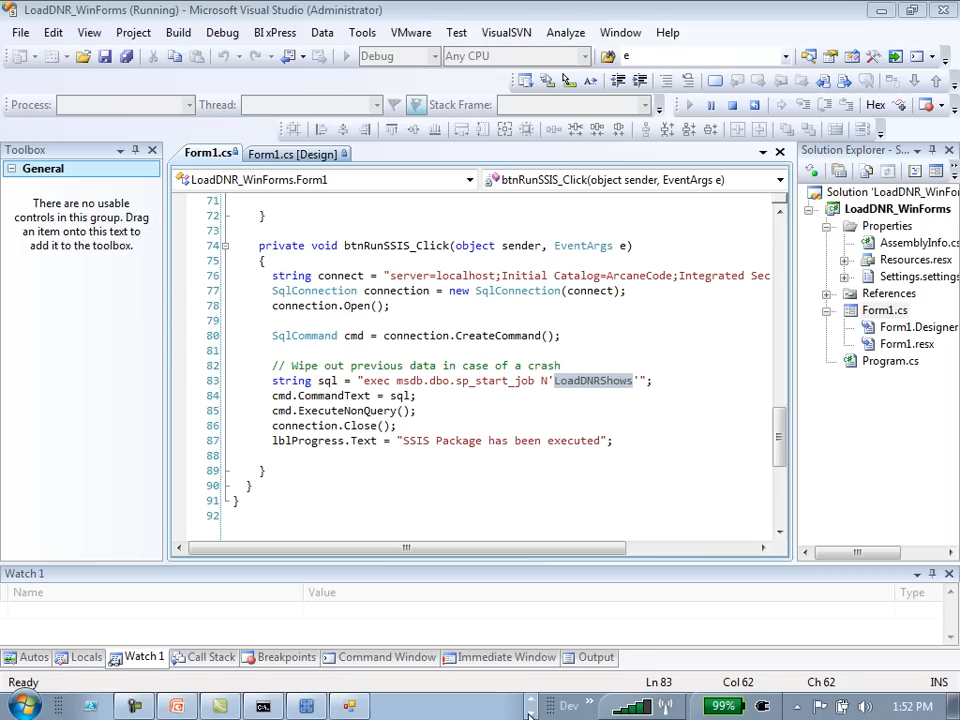 LoadDNR_WinForms (Running) - Microsoft Visual Studio (Administrator)
File Edit View Project Build Debug BI xPress Data Tools VMware Test VisualSVN Analyze Window Help
Debug Any CPU e
Process: Thread: Stack Frame: Hex
Toolbox
General
There are no usable
controls in this group. Drag
an item onto this text to
add it to the toolbox.
Form1.cs Form1.cs [Design]
LoadDNR_WinForms.Form1 btnRunSSIS_Click(object sender, EventArgs e)
71
72 }
73
74 private void btnRunSSIS_Click(object sender, EventArgs e)
75 {
76 string connect = "server=localhost;Initial Catalog=ArcaneCode;Integrated Sec
77 SqlConnection connection = new SqlConnection(connect);
78 connection.Open();
79
80 SqlCommand cmd = connection.CreateCommand();
81
82 // Wipe out previous data in case of a crash
83 string sql = "exec msdb.dbo.sp_start_job N'LoadDNRShows'";
84 cmd.CommandText = sql;
85 cmd.ExecuteNonQuery();
86 connection.Close();
87 lblProgress.Text = "SSIS Package has been executed";
88
89 }
90 }
91 }
92
Solution Explorer - S...
Solution 'LoadDNR_WinFor
LoadDNR_WinForms
Properties
AssemblyInfo.cs
Resources.resx
Settings.settings
References
Form1.cs
Form1.Designer
Form1.resx
Program.cs
Watch 1
Name Value Type
Autos Locals Watch 1 Call Stack Breakpoints Command Window Immediate Window Output
Ready Ln 83 Col 62 Ch 62 INS
Dev 99% 1:52 PM